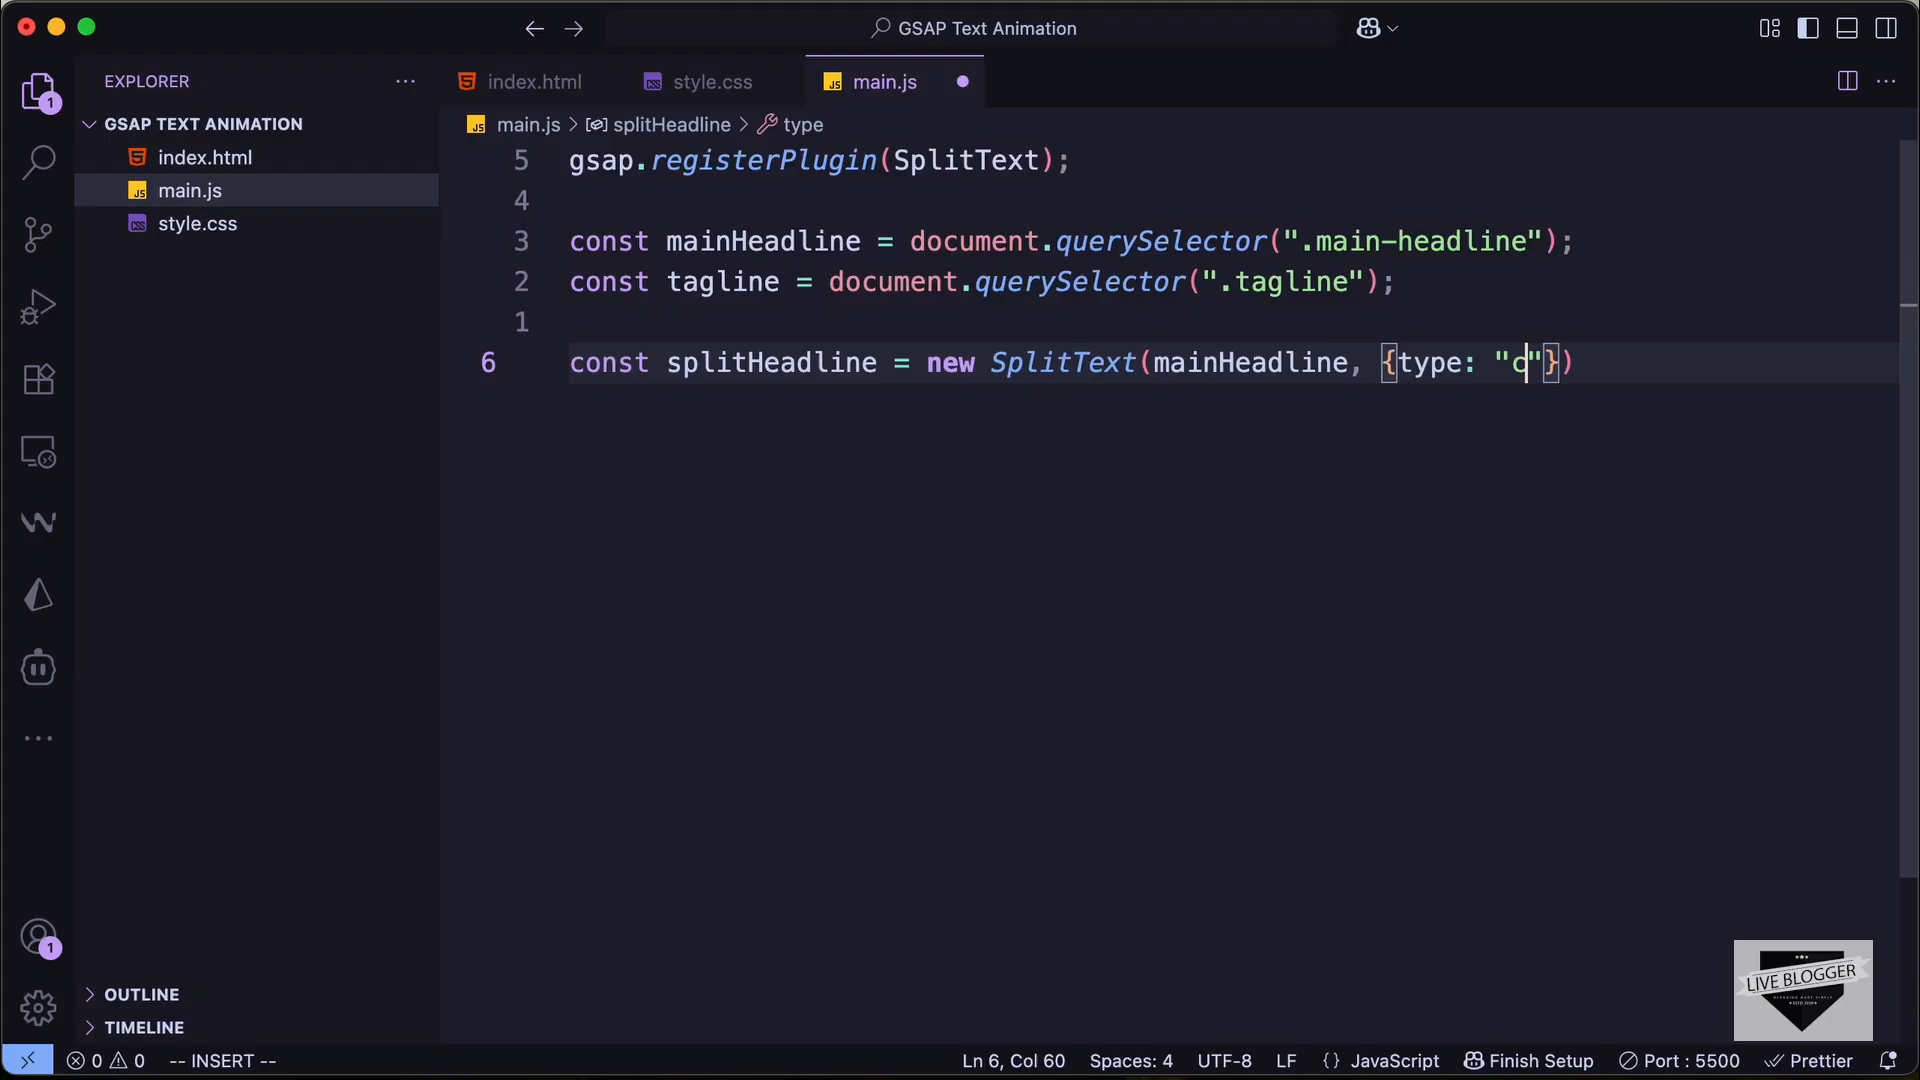 GSAP Text Animation
EXPLORER
GSAP TEXT ANIMATION
index.html
main.js
style.css
index.html
style.css
main.js
main.js > splitHeadline > type
5 gsap.registerPlugin(SplitText);
4
3 const mainHeadline = document.querySelector(".main-headline");
2 const tagline = document.querySelector(".tagline");
1
6 const splitHeadline = new SplitText(mainHeadline, {type: "c"})
1
1
OUTLINE
TIMELINE
LIVE BLOGGER
0 0 -- INSERT -- Ln 6, Col 60 Spaces: 4 UTF-8 LF {} JavaScript Finish Setup Port : 5500 Prettier